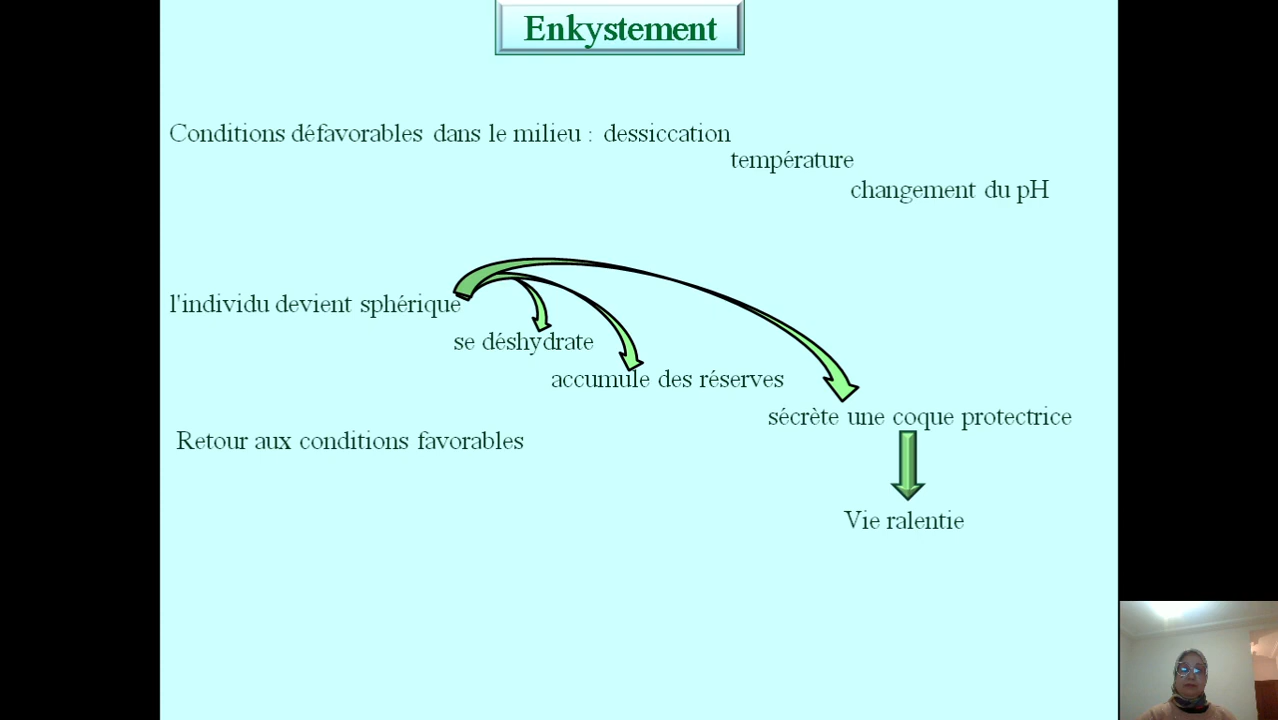 Enkystement
Conditions défavorables dans le milieu : dessiccation
température
changement du pH
l'individu devient sphérique
se déshydrate
accumule des réserves
sécrète une coque protectrice
Retour aux conditions favorables
Vie ralentie